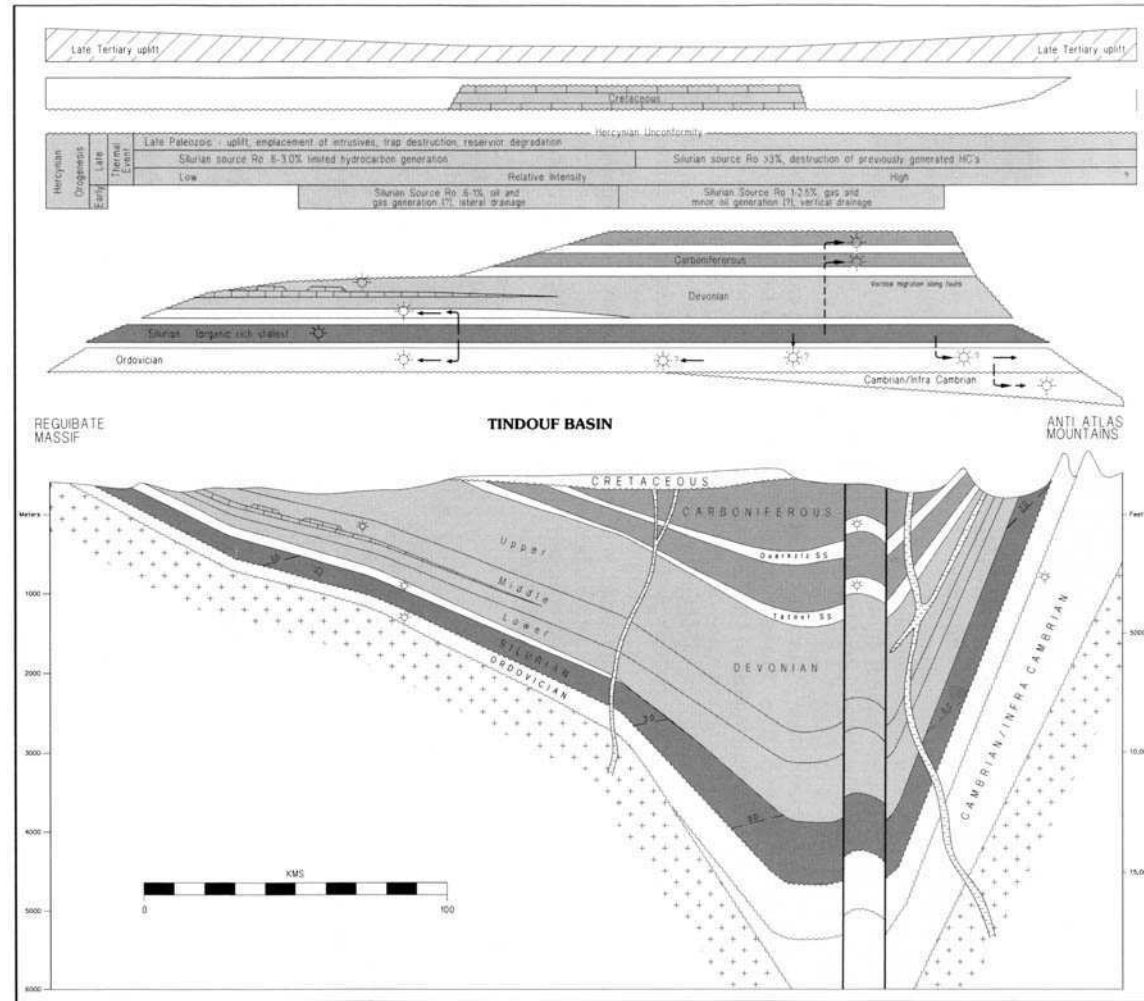 Late Tertiary uplift
Late Tertiary uplift
Cretaceous
Hercynian Unconformity
Hercynian
Orogenesis
Late
Early
Thermal
Event
Late Paleozoic - uplift, emplacement of intrusives, trap destruction, reservior degradation
Silurian source Ro .6-3.0% limited hydrocarbon generation
Silurian source Ro >3%, destruction of previously generated HC's
Low
Relative Intensity
High
?
Silurian Source Ro .6-1%, oil and
gas generation (?), lateral drainage
Silurian Source Ro 1-2.5%, gas and
minor oil generation (?), vertical drainage
Carboniferous
Devonian
Vertical migration along faults
Silurian (organic rich shales)
Ordovician
?
?
?
Cambrian/Infra Cambrian
REGUIBATE
MASSIF
TINDOUF BASIN
ANTI ATLAS
MOUNTAINS
CRETACEOUS
Meters
Feet
CARBONIFEROUS
Upper
Ouarkziz SS
Middle
1000
Tazout SS
5000
Lower
SILURIAN
DEVONIAN
ORDOVICIAN
2000
CAMBRIAN/INFRA CAMBRIAN
3000
10,00
4000
KMS
15,00
0
100
5000
6000